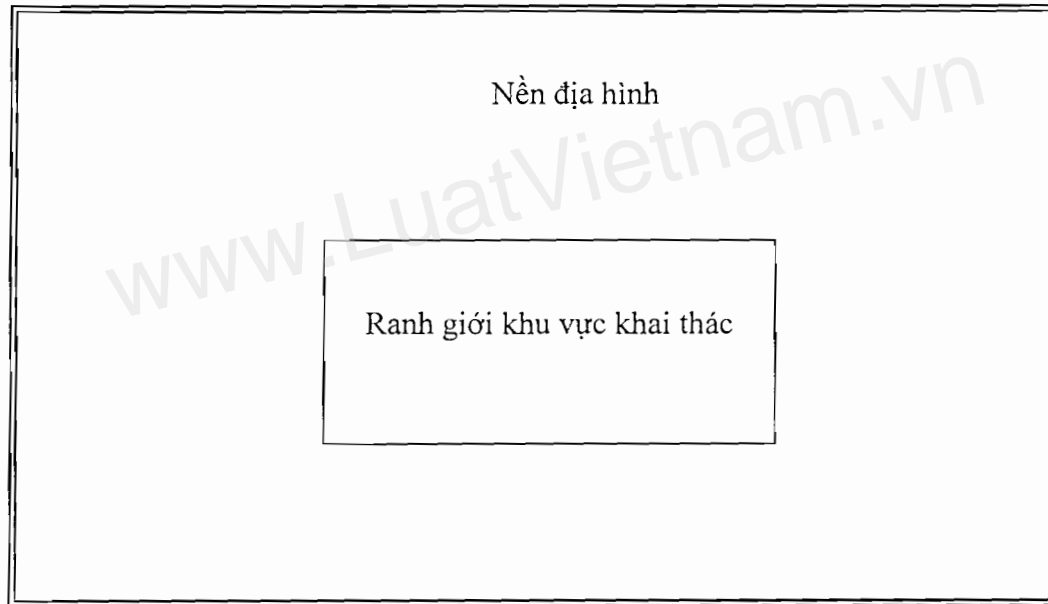 Nền địa hình
www.LuatVietnam.vn
Ranh giới khu vực khai thác